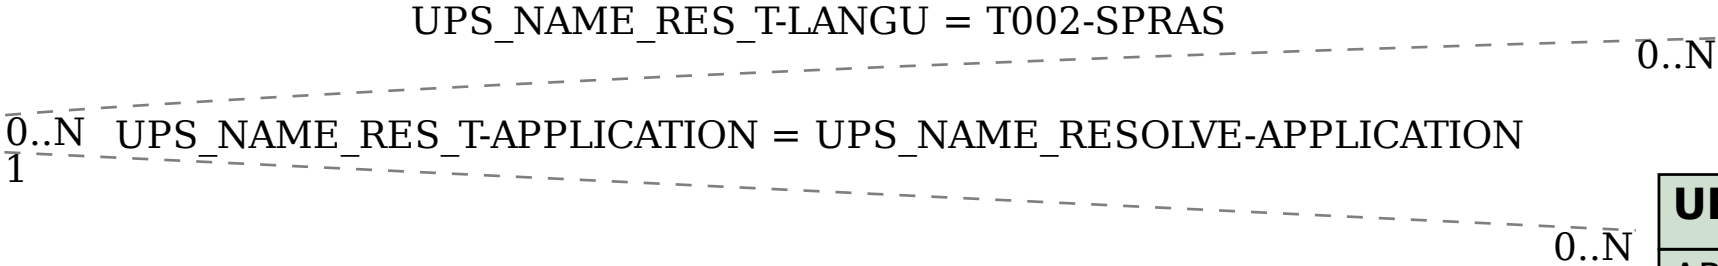 UPS_NAME_RES_T-LANGU = T002-SPRAS
0..N
0..N
UPS_NAME_RES_T-APPLICATION = UPS_NAME_RESOLVE-APPLICATION
1
0..N